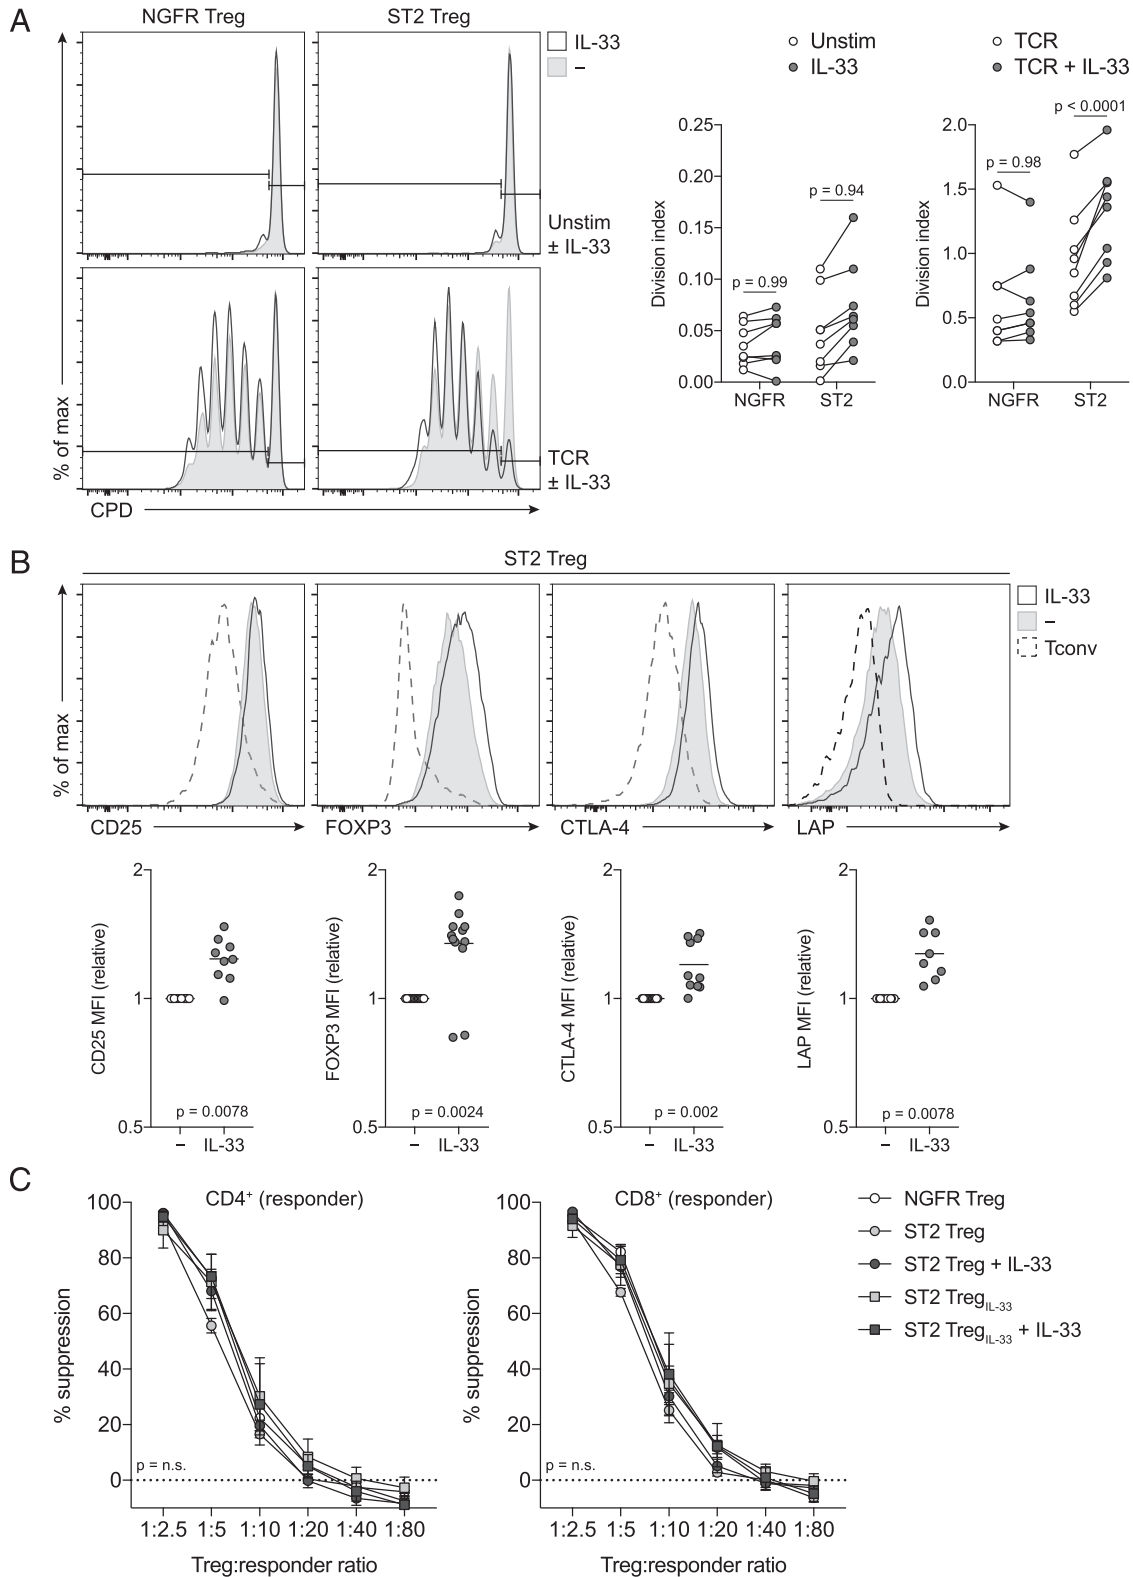 A
NGFR Treg
ST2 Treg
IL-33
–
Unstim
± IL-33
TCR
± IL-33
% of max
CPD
Unstim
IL-33
Division index
0.25
0.20
0.15
0.10
0.05
0.00
p = 0.99
p = 0.94
NGFR
ST2
TCR
TCR + IL-33
Division index
2.0
1.5
1.0
0.5
0.0
p = 0.98
p < 0.0001
NGFR
ST2
B
ST2 Treg
IL-33
–
Tconv
% of max
CD25
FOXP3
CTLA-4
LAP
CD25 MFI (relative)
2
1
0.5
p = 0.0078
–
IL-33
FOXP3 MFI (relative)
2
1
0.5
p = 0.0024
–
IL-33
CTLA-4 MFI (relative)
2
1
0.5
p = 0.002
–
IL-33
LAP MFI (relative)
2
1
0.5
p = 0.0078
–
IL-33
C
CD4⁺ (responder)
% suppression
100
80
60
40
20
0
p = n.s.
1:2.5 1:5 1:10 1:20 1:40 1:80
Treg:responder ratio
CD8⁺ (responder)
% suppression
100
80
60
40
20
0
p = n.s.
1:2.5 1:5 1:10 1:20 1:40 1:80
Treg:responder ratio
NGFR Treg
ST2 Treg
ST2 Treg + IL-33
ST2 Treg IL-33
ST2 Treg IL-33 + IL-33